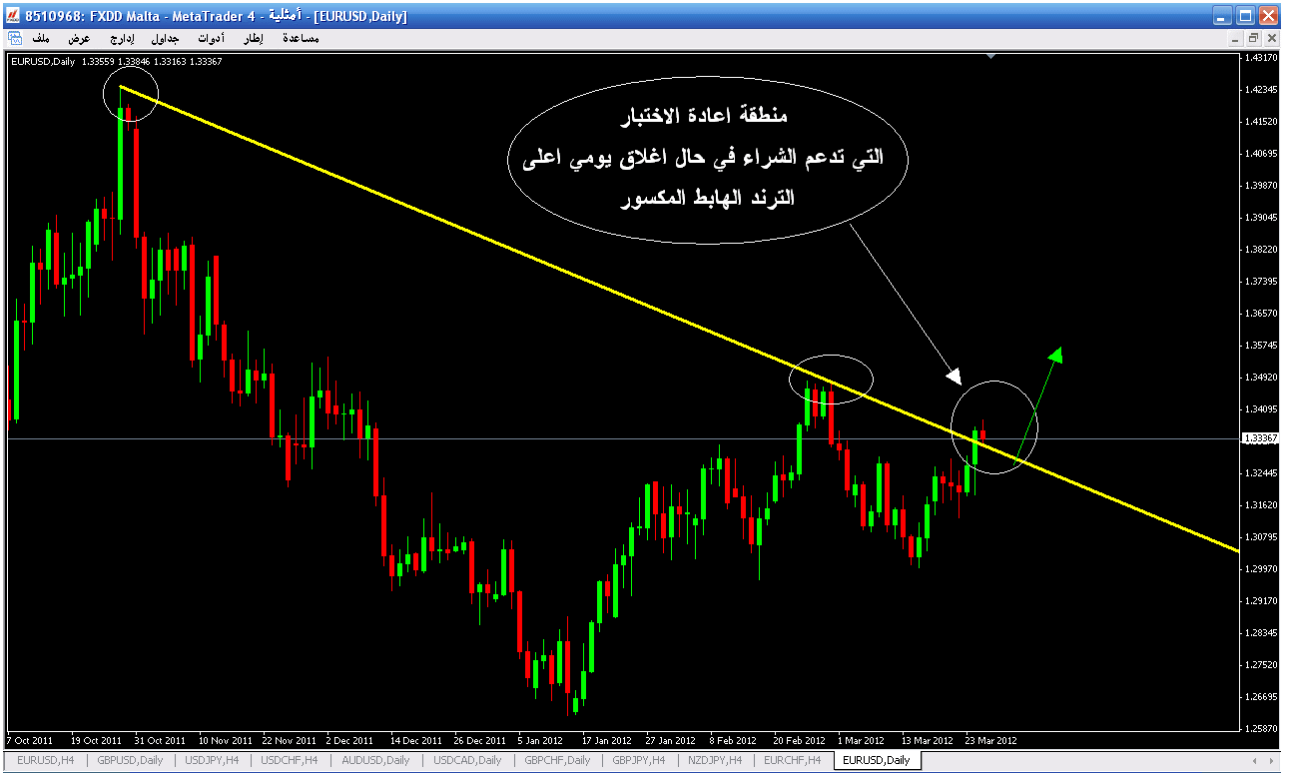 8510968: FXDD Malta - MetaTrader 4 - أمثلية - [EURUSD,Daily]
ملف عرض إدارج جداول أدوات إطار مساعدة
EURUSD,Daily 1.33559 1.33846 1.33163 1.33367
منطقة اعادة الاختبار
التي تدعم الشراء في حال اغلاق يومي اعلى
الترند الهابط المكسور
1.43170
1.42345
1.41520
1.40695
1.39870
1.39045
1.38220
1.37395
1.36570
1.35745
1.34920
1.34095
1.33367
1.32445
1.31620
1.30795
1.29970
1.29170
1.28345
1.27520
1.26695
1.25870
7 Oct 2011 19 Oct 2011 31 Oct 2011 10 Nov 2011 22 Nov 2011 2 Dec 2011 14 Dec 2011 26 Dec 2011 5 Jan 2012 17 Jan 2012 27 Jan 2012 8 Feb 2012 20 Feb 2012 1 Mar 2012 13 Mar 2012 23 Mar 2012
EURUSD,H4 GBPUSD,Daily USDJPY,H4 USDCHF,H4 AUDUSD,Daily USDCAD,Daily GBPCHF,Daily GBPJPY,H4 NZDJPY,H4 EURCHF,H4 EURUSD,Daily